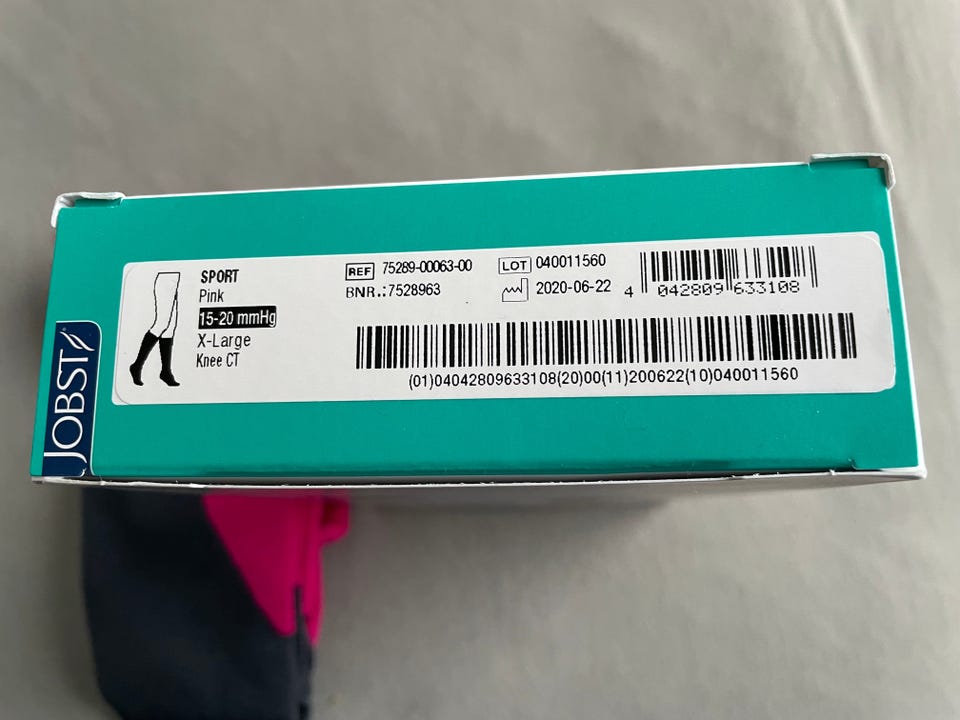 JOBST
SPORT
Pink
15-20 mmHg
X-Large
Knee CT
REF 75289-00063-00
BNR.:7528963
LOT 040011560
2020-06-22
4 042809 633108
(01)04042809633108(20)00(11)200622(10)040011560